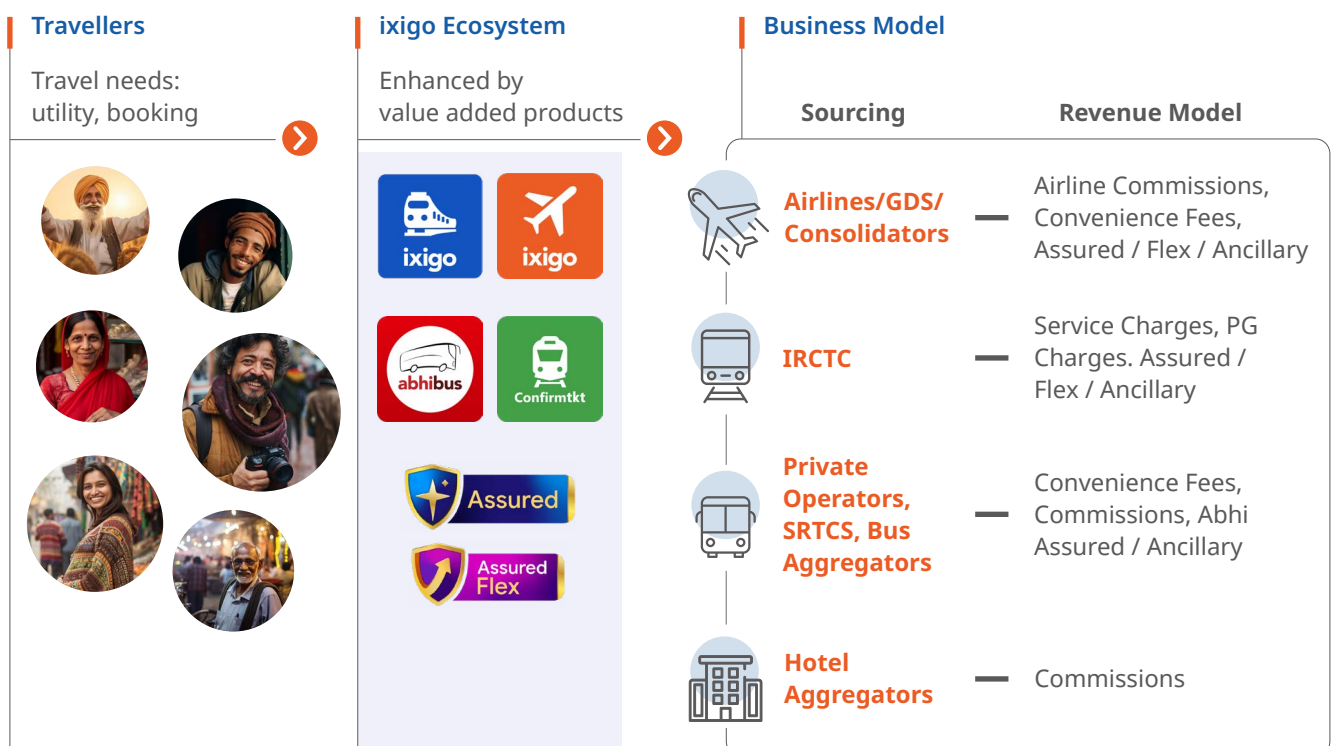 Travellers
Travel needs:
utility, booking
ixigo Ecosystem
Enhanced by
value added products
ixigo
ixigo
abhibus
Confirmtkt
Assured
Assured
Flex
Business Model
Sourcing
Revenue Model
Airlines/GDS/
Consolidators
Airline Commissions,
Convenience Fees,
Assured / Flex / Ancillary
IRCTC
Service Charges, PG
Charges. Assured /
Flex / Ancillary
Private
Operators,
SRTCS, Bus
Aggregators
Convenience Fees,
Commissions, Abhi
Assured / Ancillary
Hotel
Aggregators
Commissions